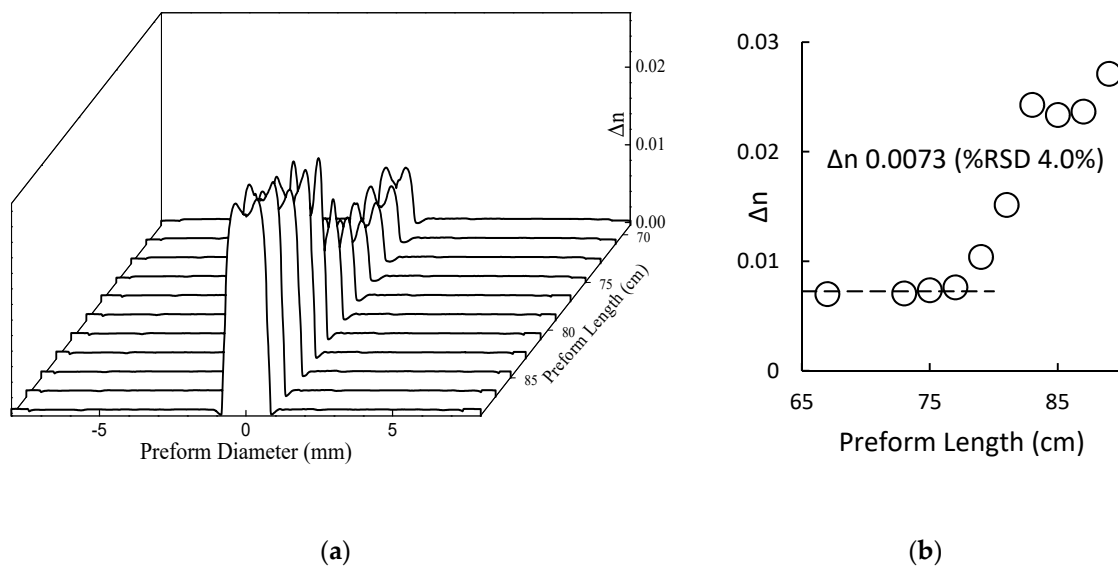 0.02
0.01
0.00
Δn
70
75
80
85
Preform Length (cm)
-5
0
5
Preform Diameter (mm)
0.03
0.02
0.01
0
Δn
Δn 0.0073 (%RSD 4.0%)
65
75
85
Preform Length (cm)
(a)
(b)